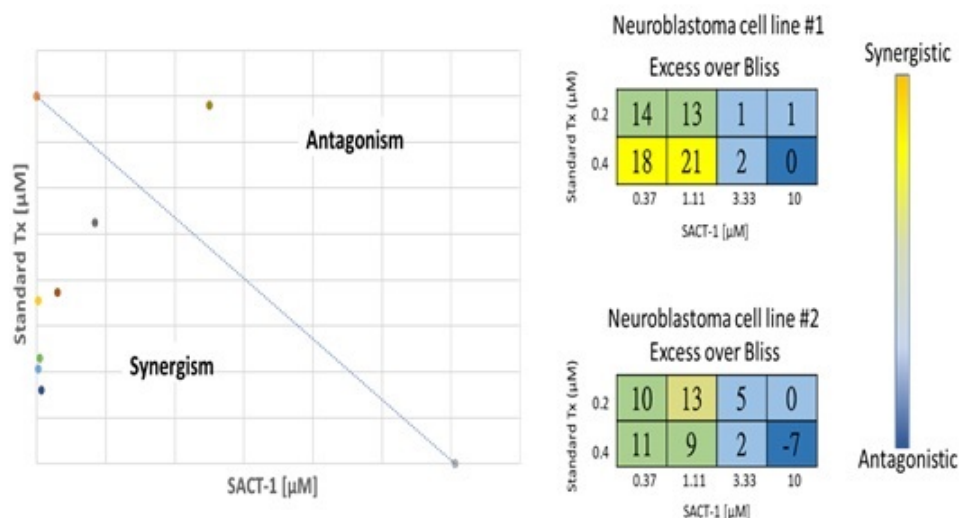 Standard Tx [µM]
Antagonism
Synergism
SACT-1 [µM]
Neuroblastoma cell line #1
Excess over Bliss
Standard Tx (µM)
0.2
14 13 1 1
0.4
18 21 2 0
0.37 1.11 3.33 10
SACT-1 [µM]
Neuroblastoma cell line #2
Excess over Bliss
Standard Tx (µM)
0.2
10 13 5 0
0.4
11 9 2 -7
0.37 1.11 3.33 10
SACT-1 [µM]
Synergistic
Antagonistic